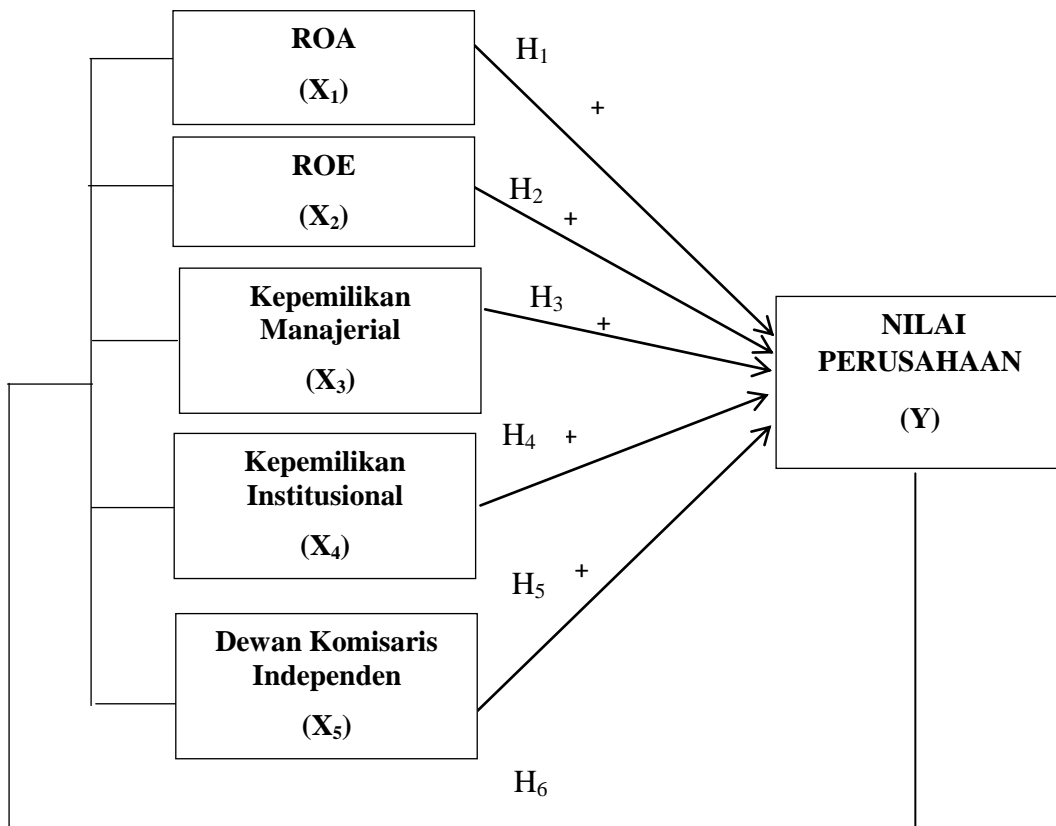 ROA
(X₁)
H₁
+
ROE
(X₂)
H₂
+
Kepemilikan
Manajerial
(X₃)
H₃
+
NILAI
PERUSAHAAN
(Y)
Kepemilikan
Institusional
(X₄)
H₄
+
Dewan Komisaris
Independen
(X₅)
H₅
+
H₆